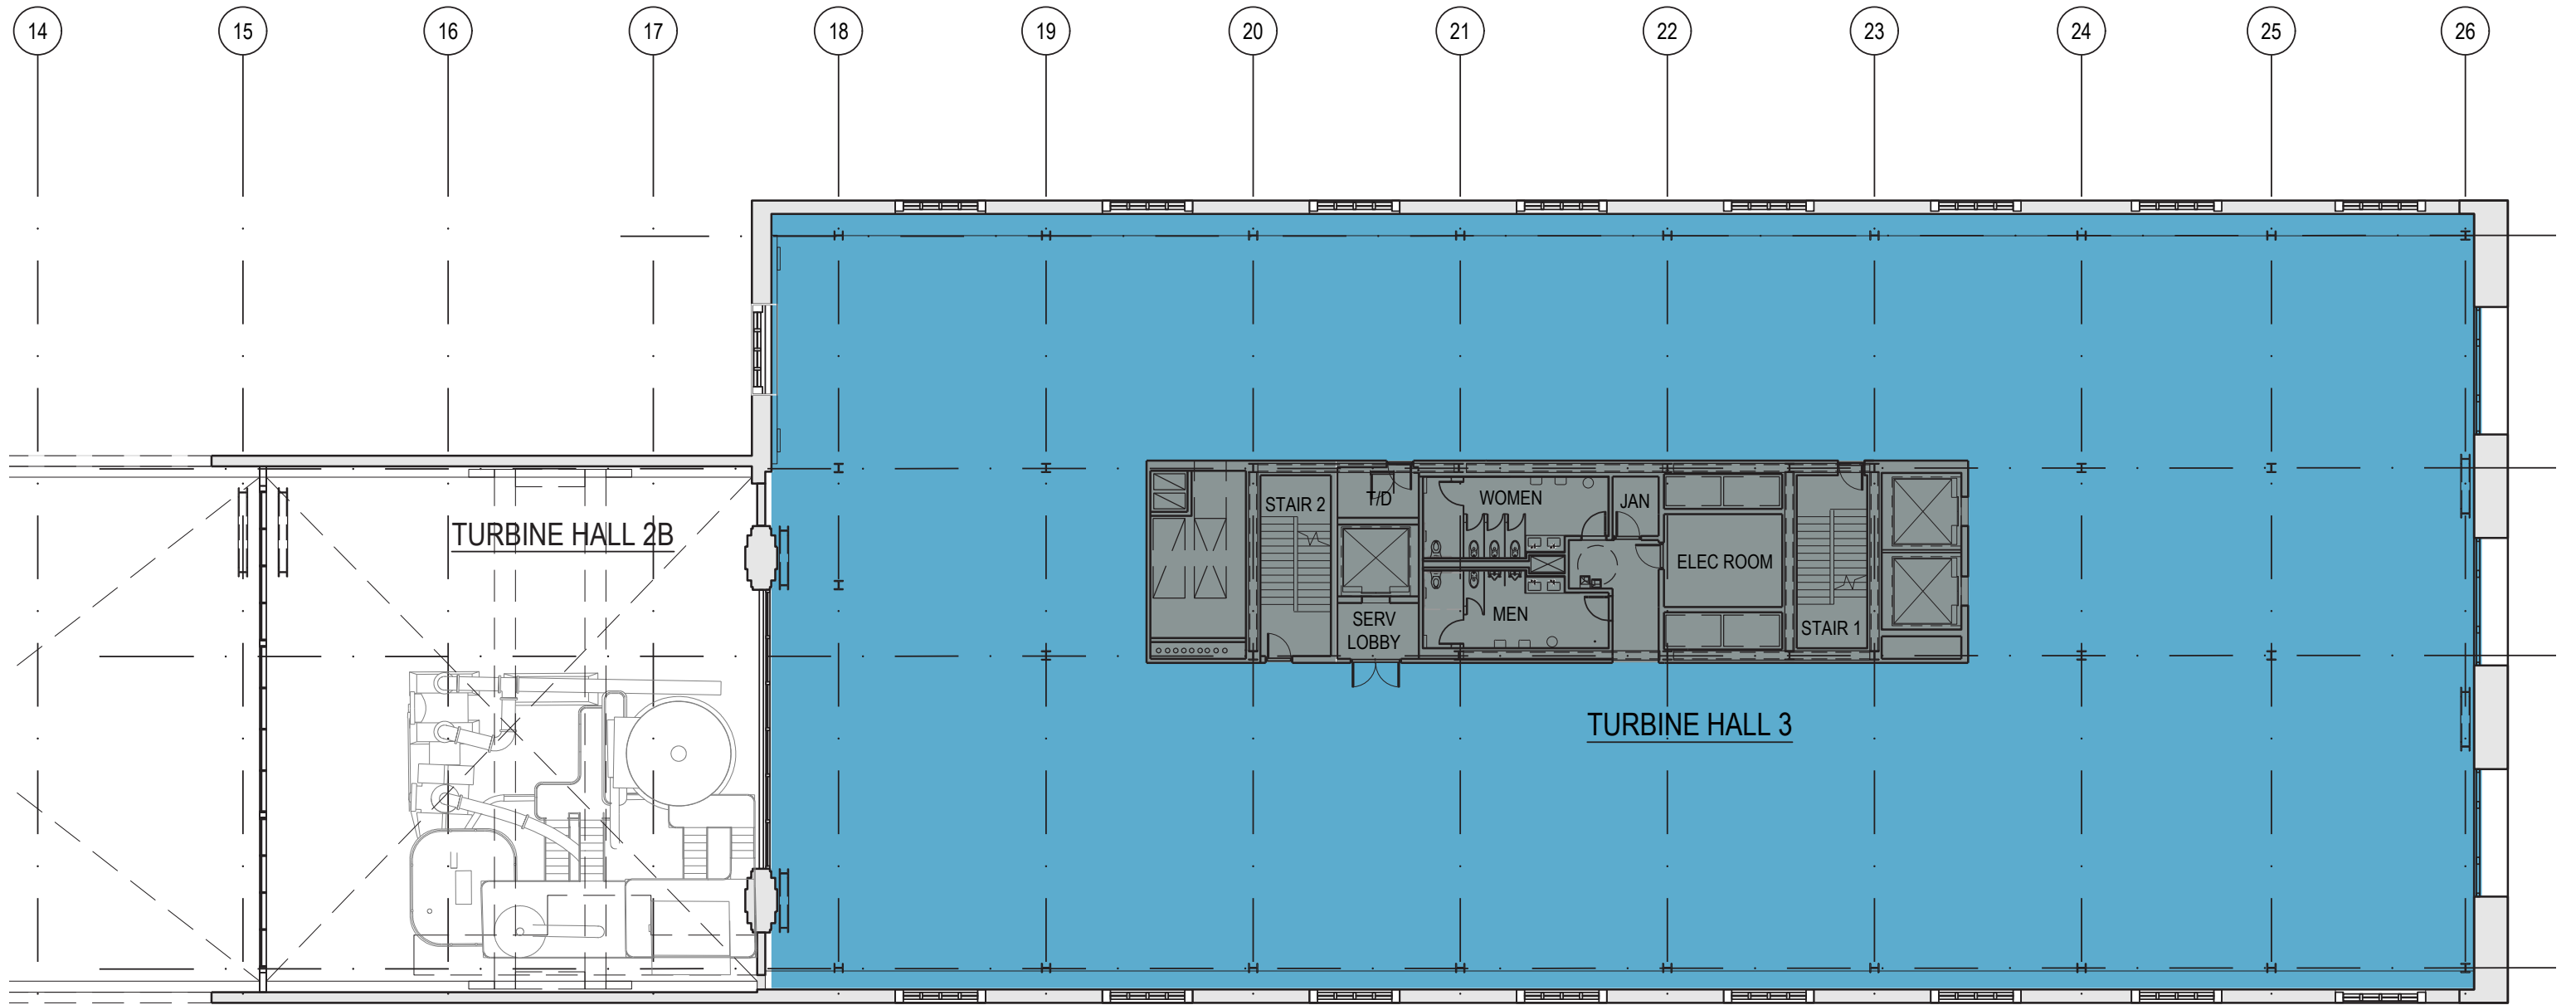 14
15
16
17
18
19
20
21
22
23
24
25
26
STAIR 2
T/D
WOMEN
JAN
TURBINE HALL 2B
ELEC ROOM
SERV
LOBBY
MEN
STAIR 1
TURBINE HALL 3